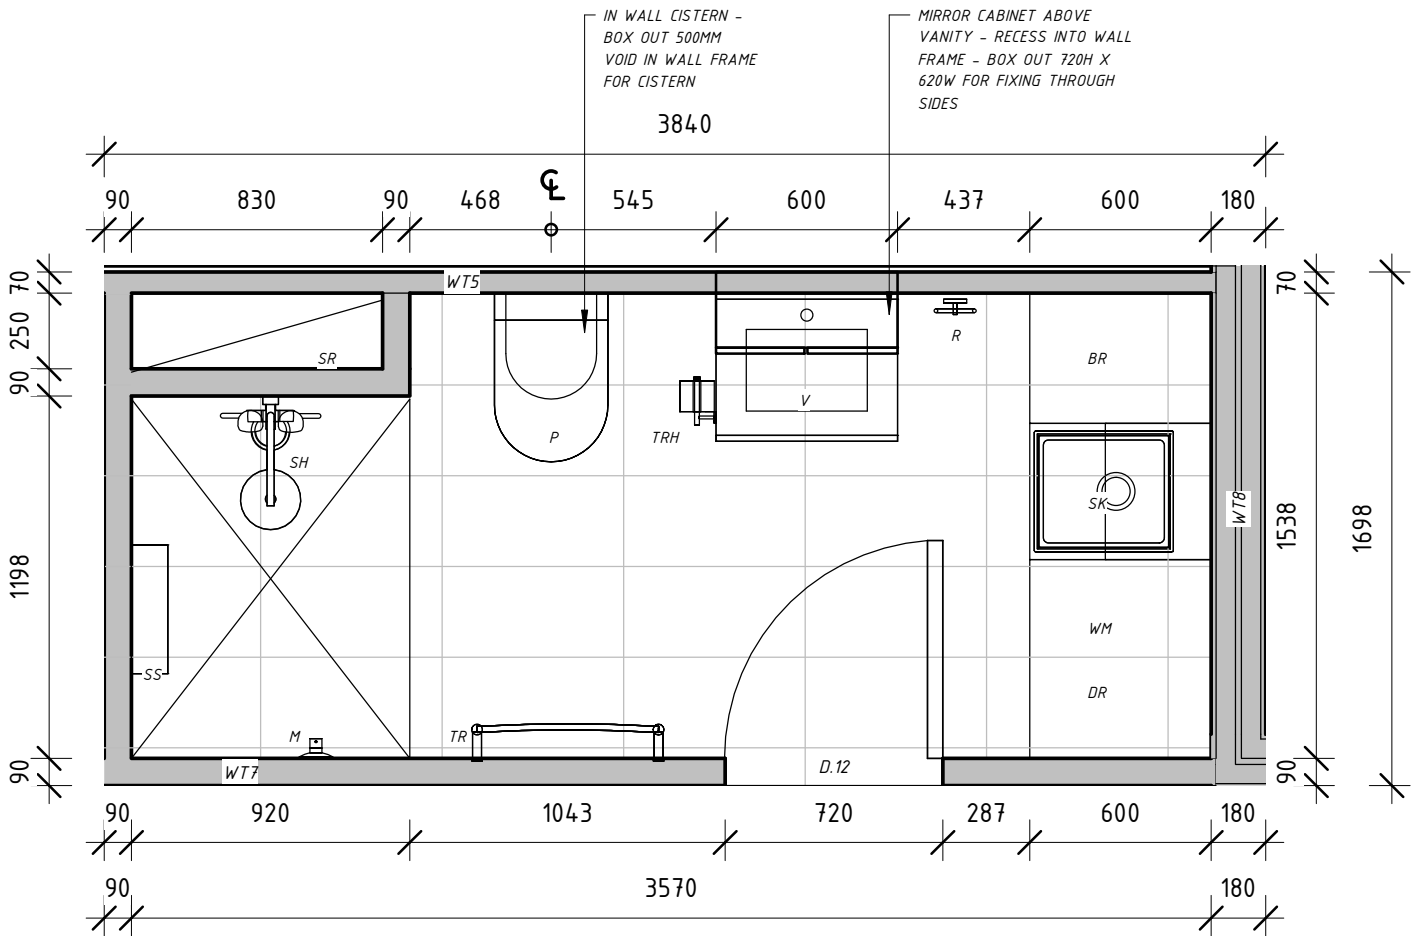 IN WALL CISTERN -
BOX OUT 500MM
VOID IN WALL FRAME
FOR CISTERN
MIRROR CABINET ABOVE
VANITY - RECESS INTO WALL
FRAME - BOX OUT 720H X
620W FOR FIXING THROUGH
SIDES
3840
℄
90 830 90 468 545 600 437 600 180
70
250
90
1198
90
WT5
SR
SH
SS
M
WT7
P
TRH
V
R
TR
D.12
BR
SK
WM
DR
WT8
70
1538
90
1698
90 920 1043 720 287 600 180
90 3570 180